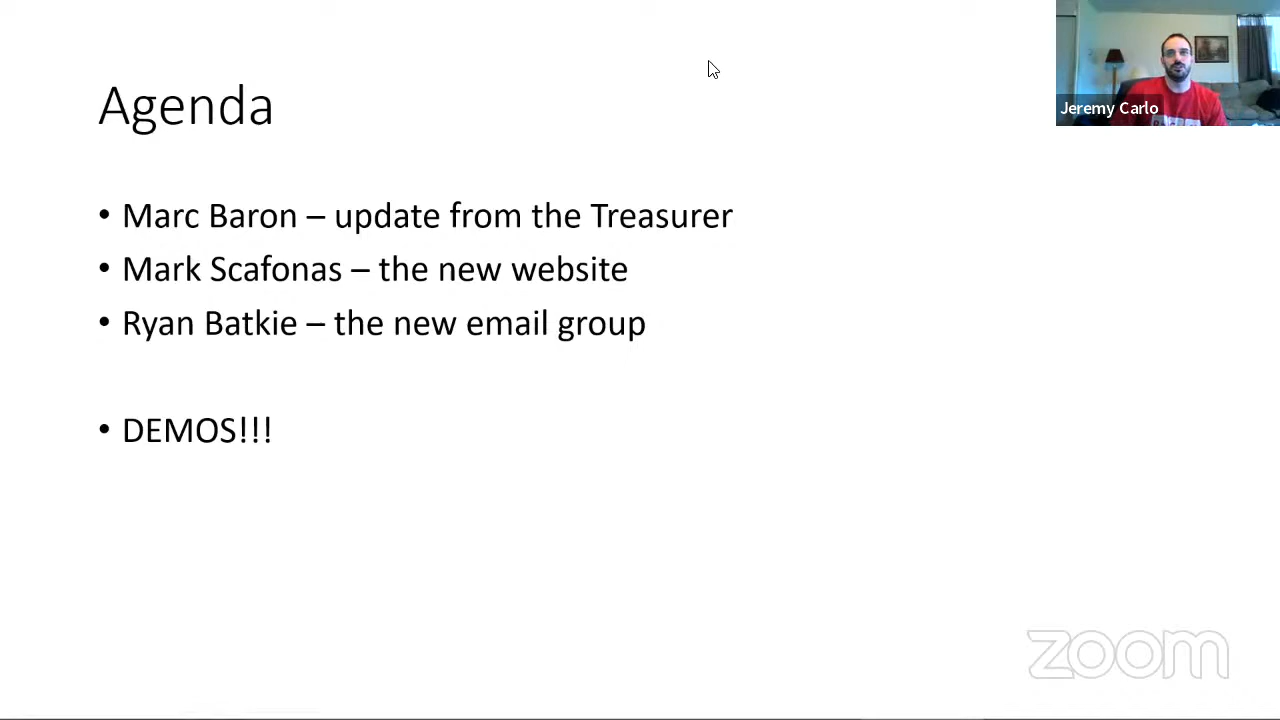 Agenda
Jeremy Carlo
• Marc Baron – update from the Treasurer
• Mark Scafonas – the new website
• Ryan Batkie – the new email group
• DEMOS!!!
zoom